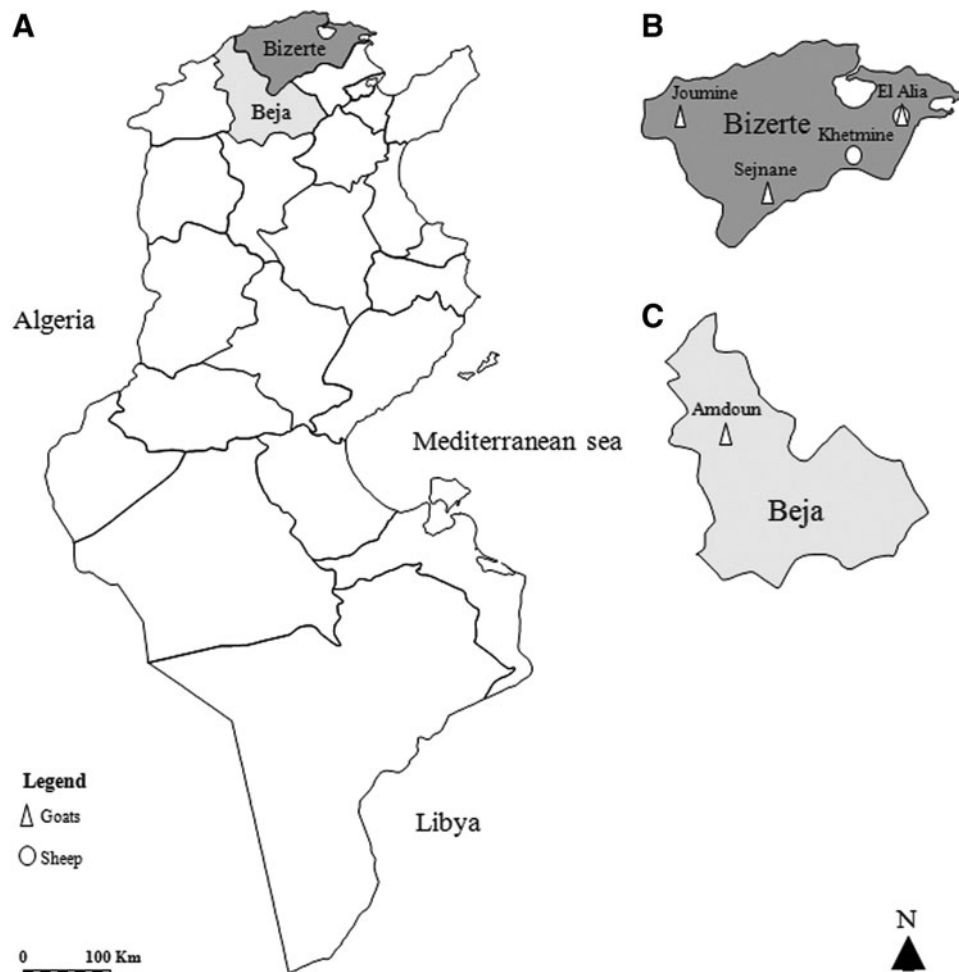 A
Bizerte
Beja
Algeria
Mediterranean sea
Libya
Legend
Goats
Sheep
0 100 Km
B
Joumine
El Alia
Bizerte
Khetmine
Sejnane
C
Amdoun
Beja
N